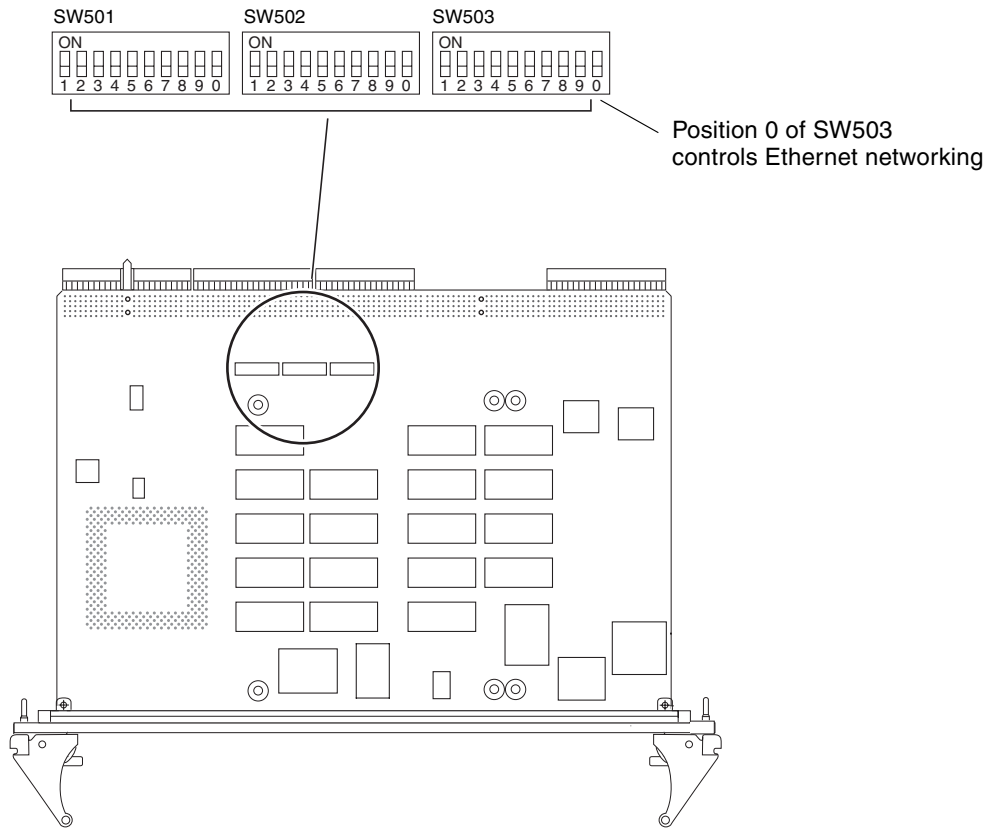 SW501 SW502 SW503
ON ON ON
1 2 3 4 5 6 7 8 9 0 1 2 3 4 5 6 7 8 9 0 1 2 3 4 5 6 7 8 9 0
Position 0 of SW503
controls Ethernet networking